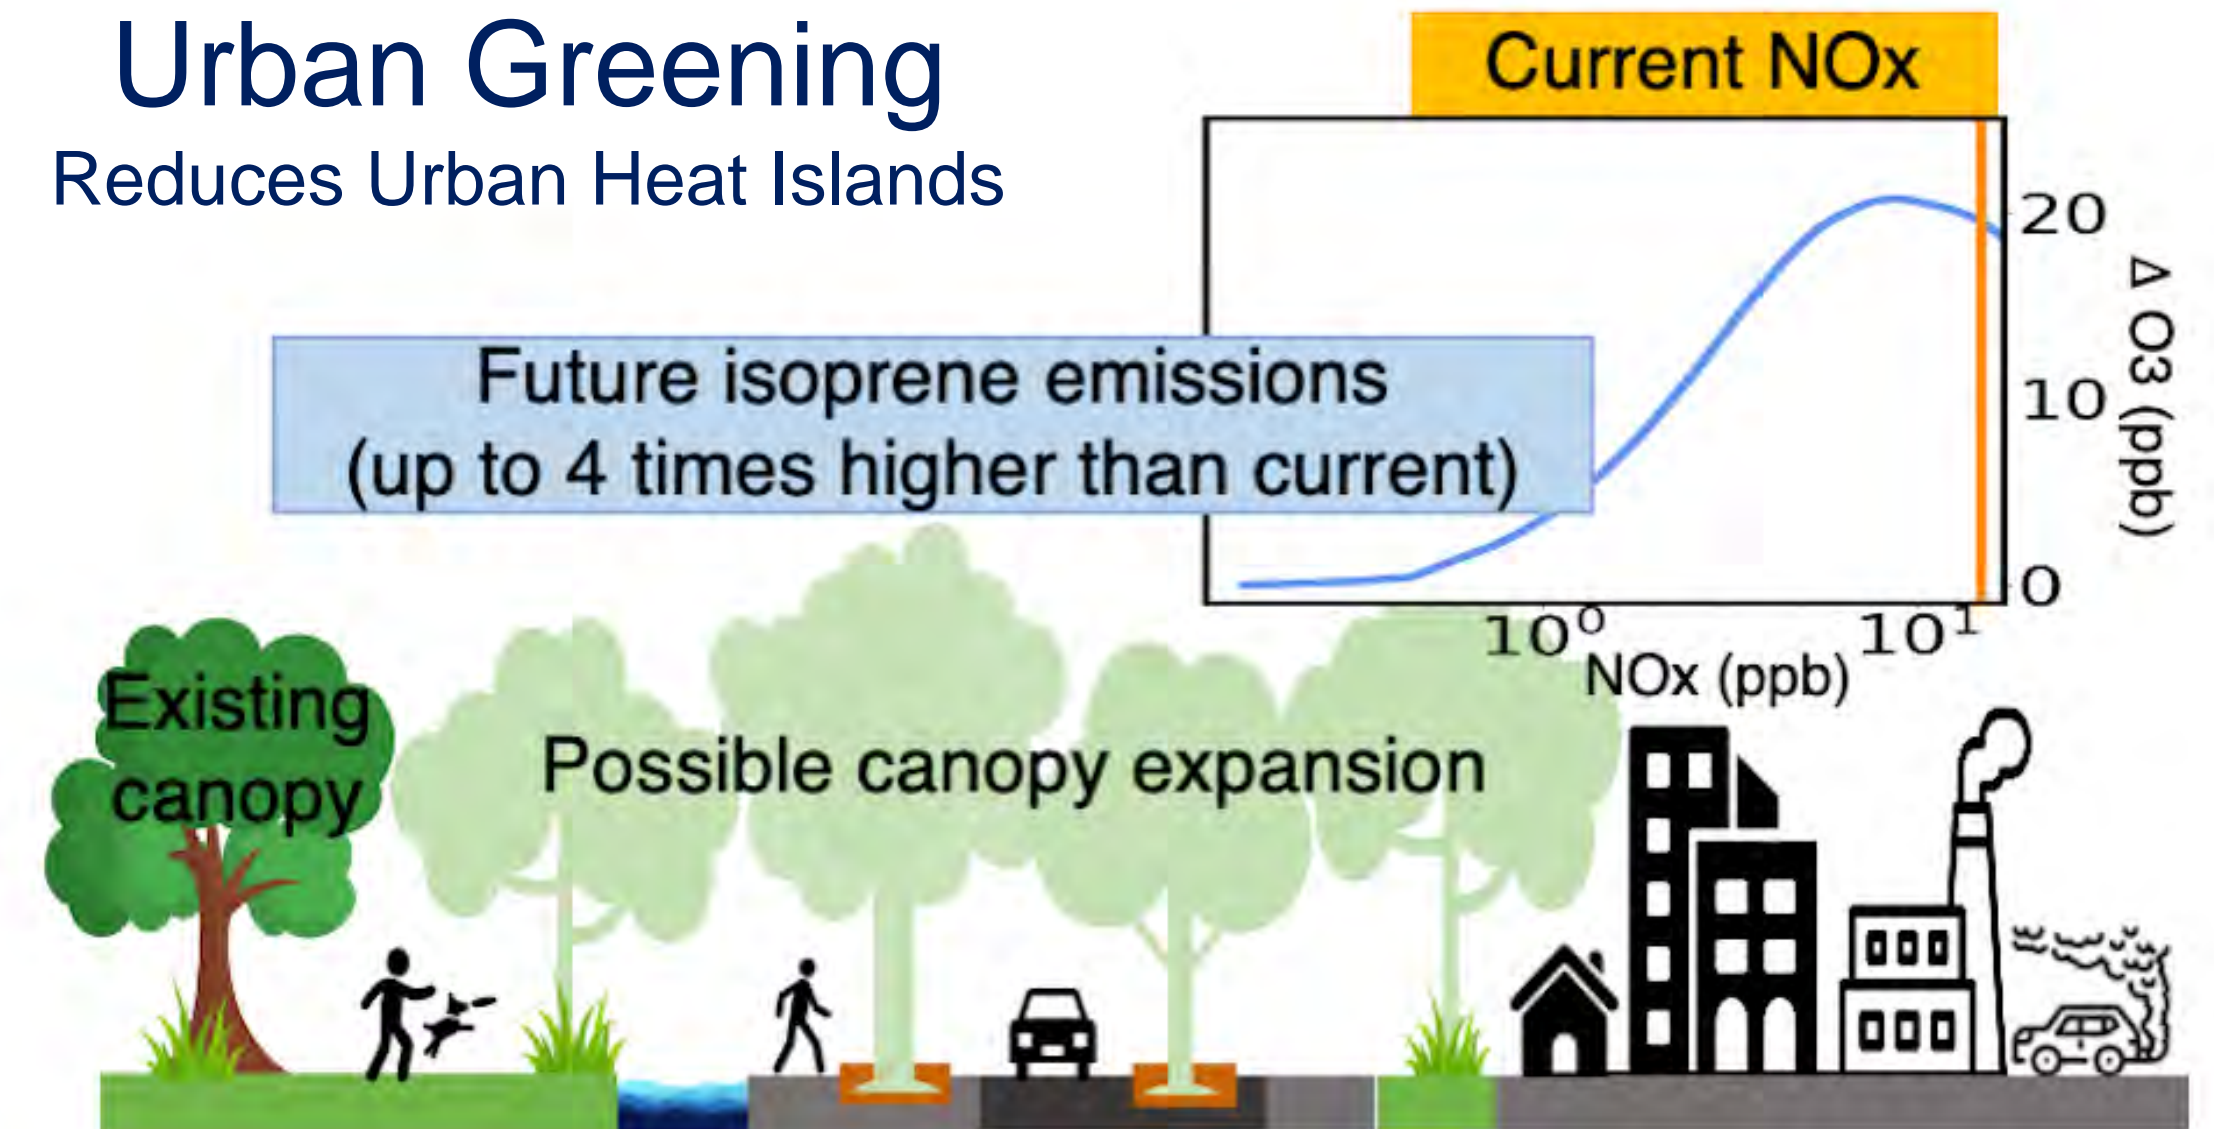 Urban Greening
Reduces Urban Heat Islands
Current NOx
20
10
0
Δ O3 (ppb)
10⁰
10¹
NOx (ppb)
Future isoprene emissions
(up to 4 times higher than current)
Existing
canopy
Possible canopy expansion